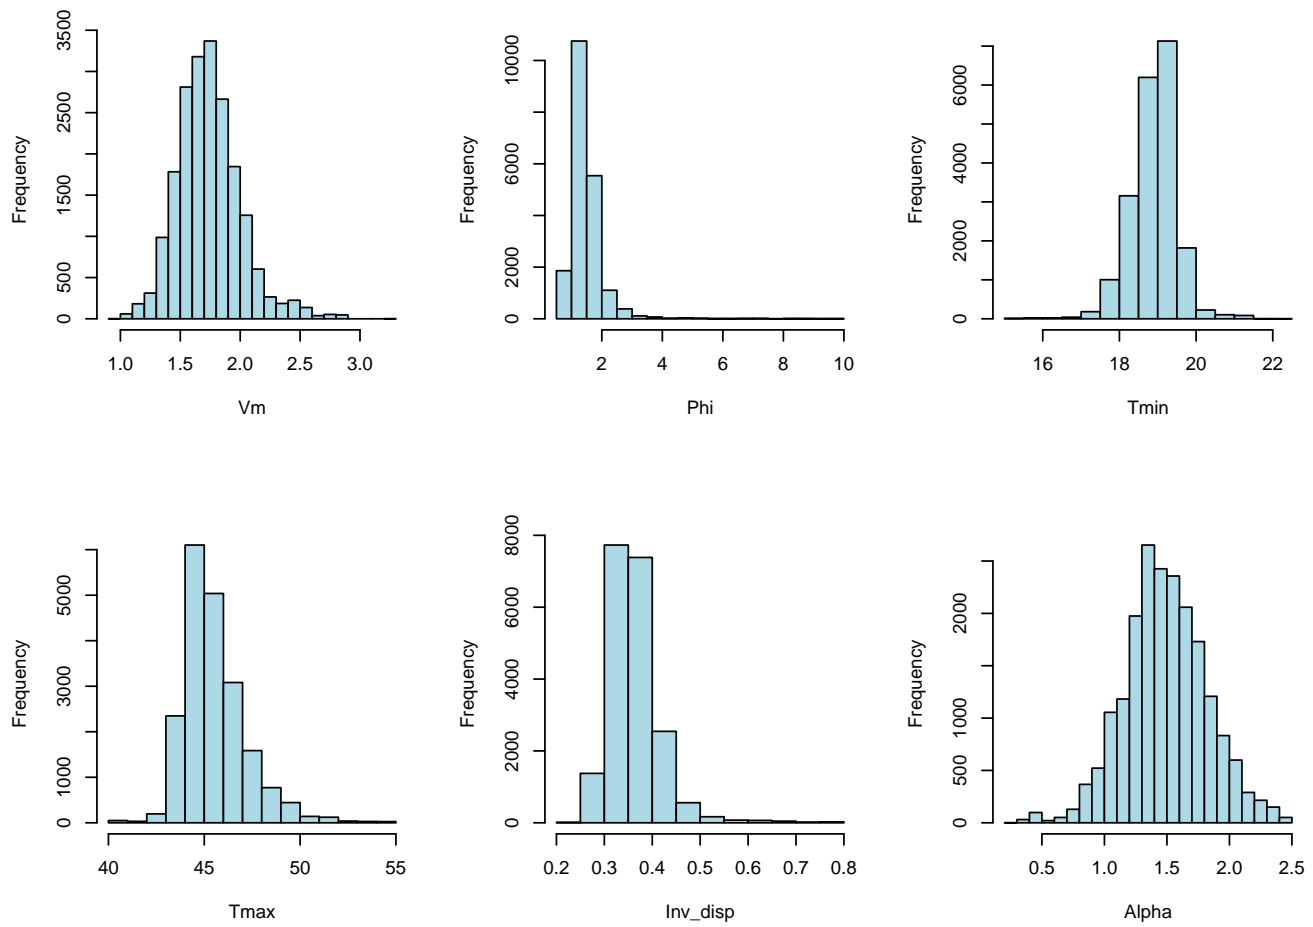 Frequency
0 500 1500 2500 3500
1.0 1.5 2.0 2.5 3.0
Vm
Frequency
0 2000 6000 10000
2 4 6 8 10
Phi
Frequency
0 2000 4000 6000
16 18 20 22
Tmin
Frequency
0 1000 3000 5000
40 45 50 55
Tmax
Frequency
0 2000 4000 6000 8000
0.2 0.3 0.4 0.5 0.6 0.7 0.8
Inv_disp
Frequency
0 500 1000 2000
0.5 1.0 1.5 2.0 2.5
Alpha